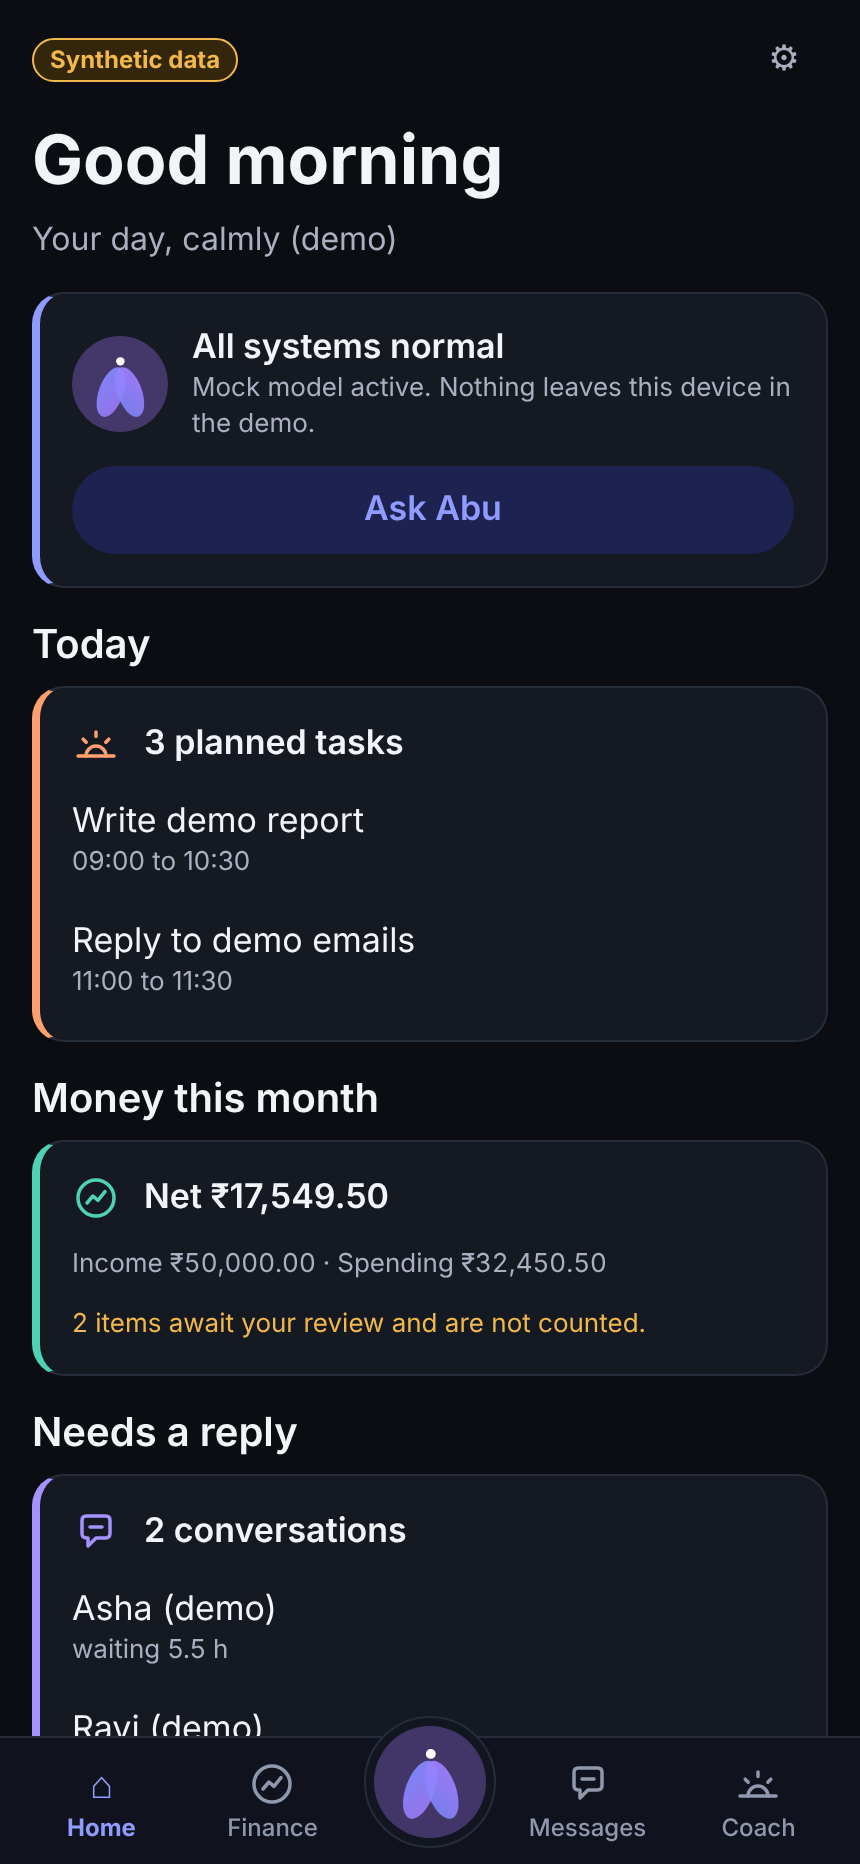 Synthetic data
Good morning
Your day, calmly (demo)
All systems normal
Mock model active. Nothing leaves this device in
the demo.
Ask Abu
Today
3 planned tasks
Write demo report
09:00 to 10:30
Reply to demo emails
11:00 to 11:30
Money this month
Net ₹17,549.50
Income ₹50,000.00 · Spending ₹32,450.50
2 items await your review and are not counted.
Needs a reply
2 conversations
Asha (demo)
waiting 5.5 h
Ravi (demo)
Home
Finance
Messages
Coach